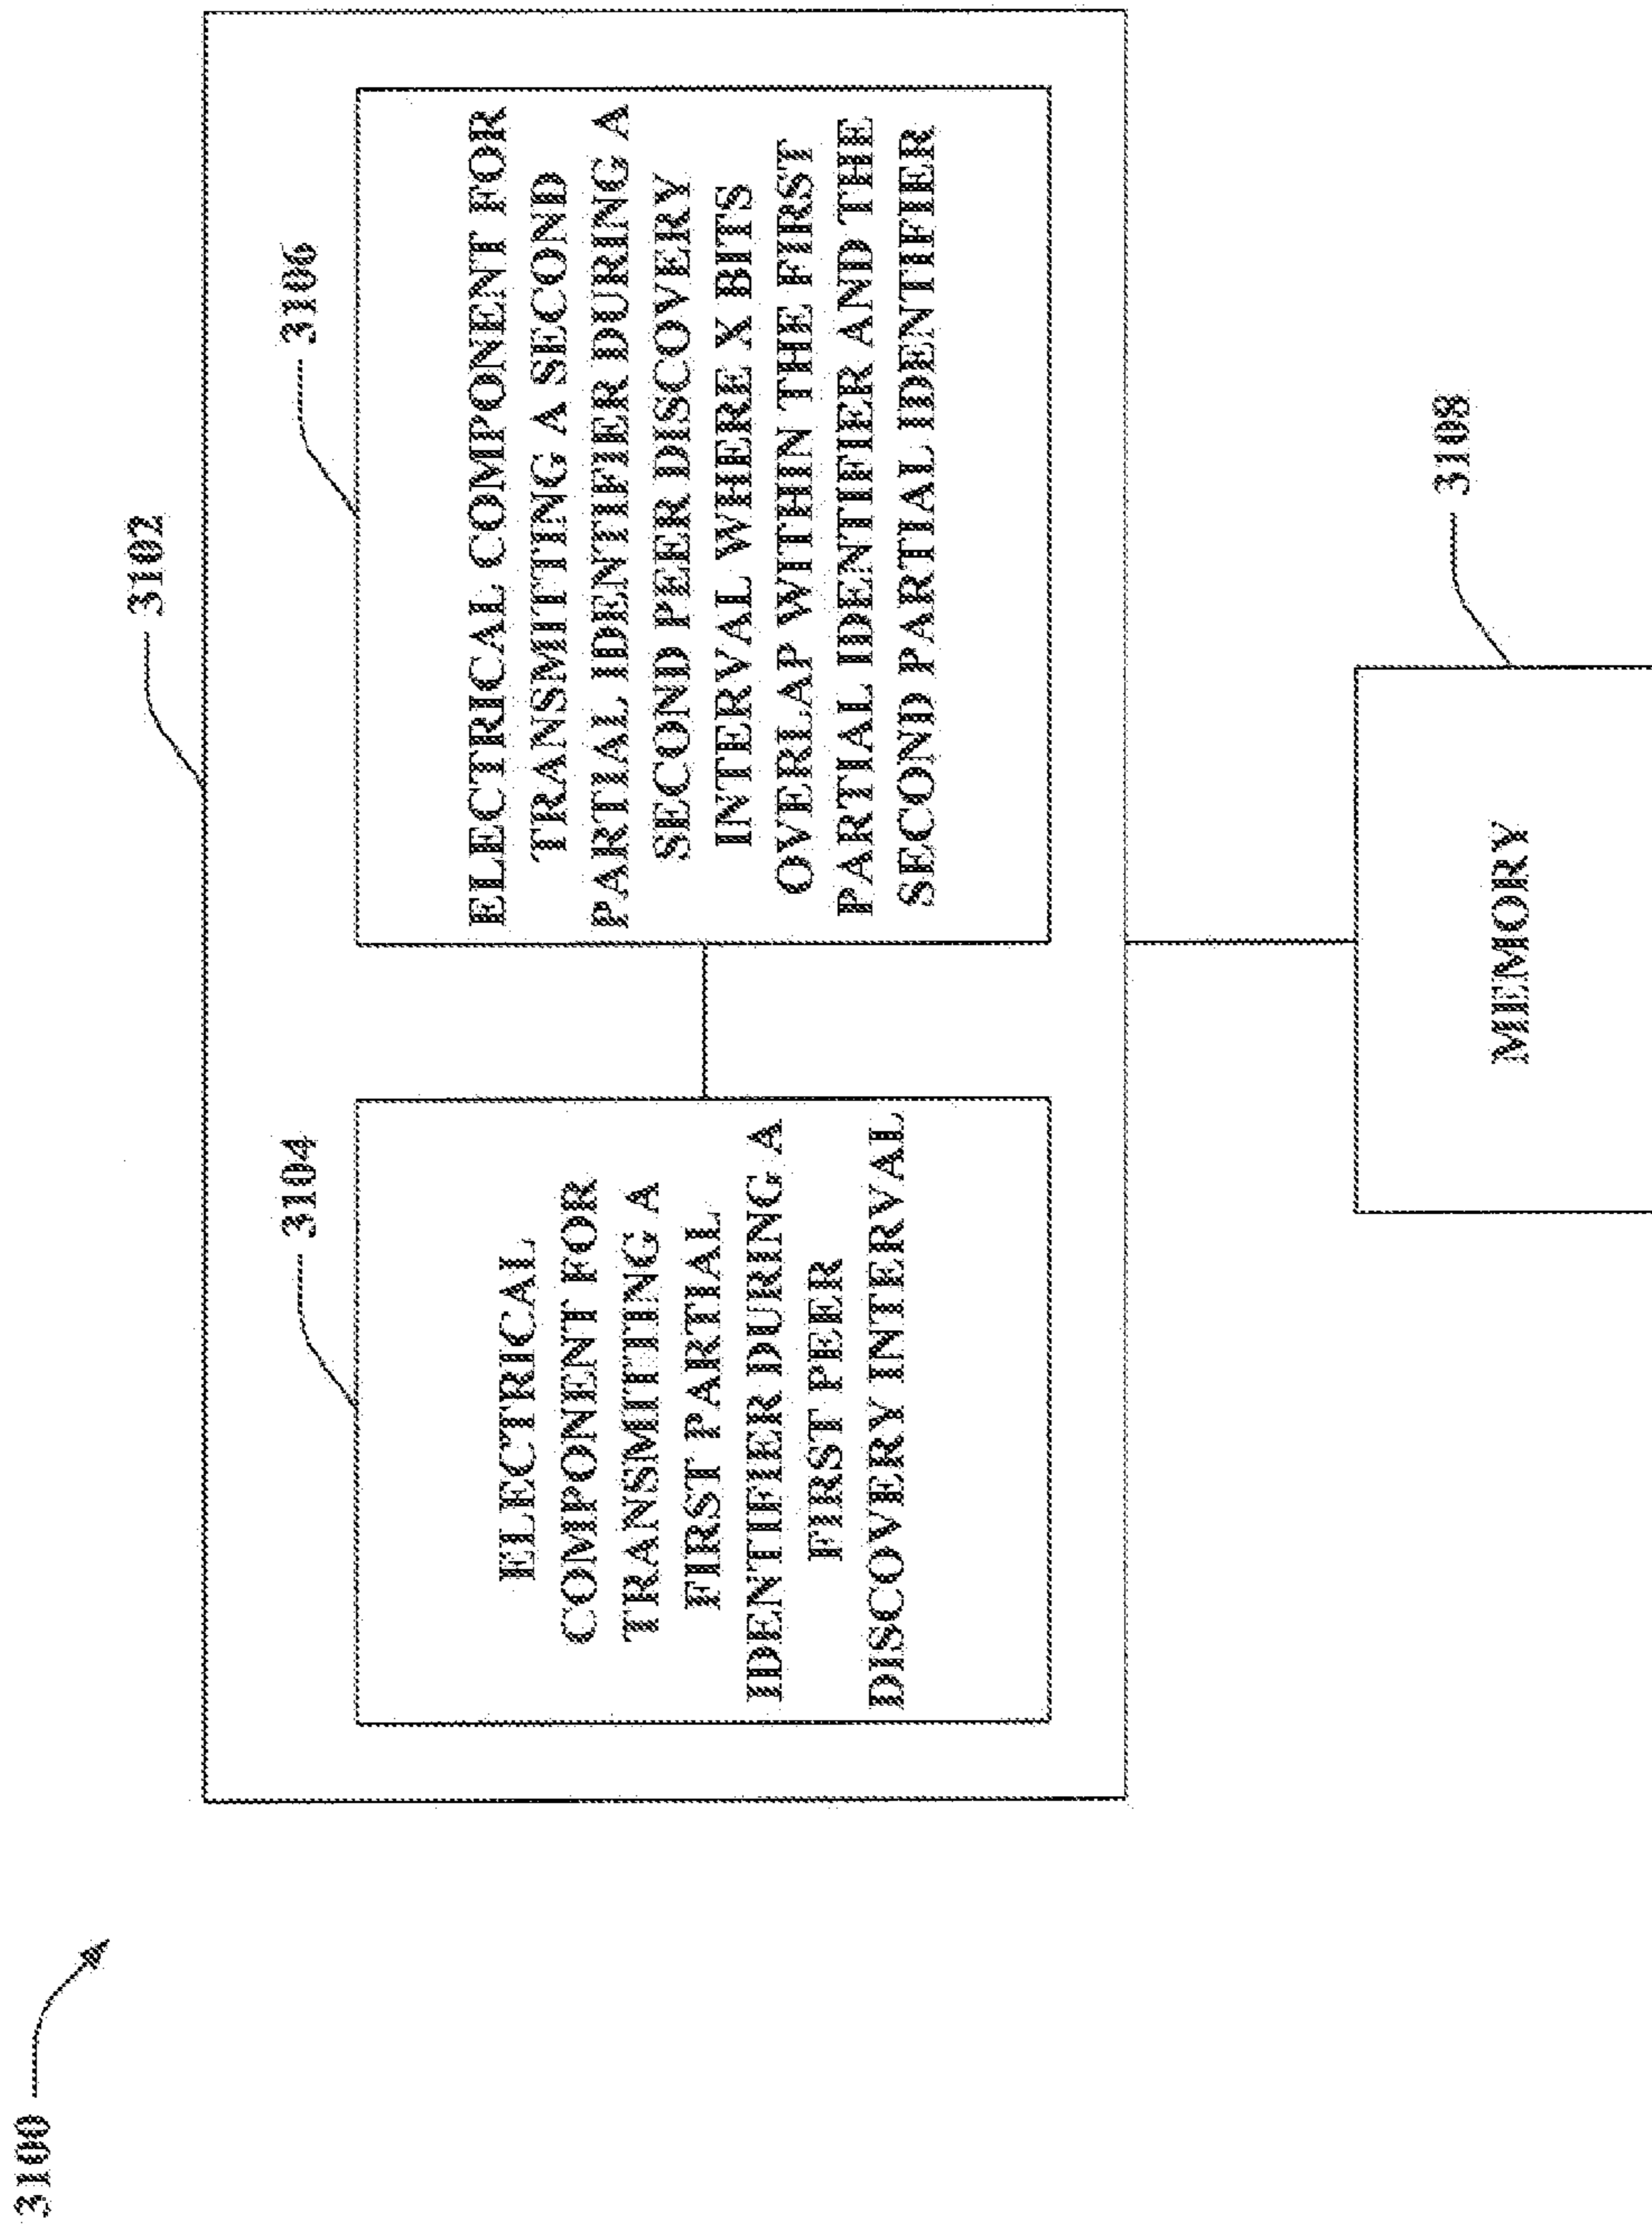 3100
3102
3104
ELECTRICAL
COMPONENT FOR
TRANSMITTING A
FIRST PARTIAL
IDENTIFIER DURING A
FIRST PEER
DISCOVERY INTERVAL
3106
ELECTRICAL COMPONENT FOR
TRANSMITTING A SECOND
PARTIAL IDENTIFIER DURING A
SECOND PEER DISCOVERY
INTERVAL WHERE X BITS
OVERLAP WITHIN THE FIRST
PARTIAL IDENTIFIER AND THE
SECOND PARTIAL IDENTIFIER
3108
MEMORY